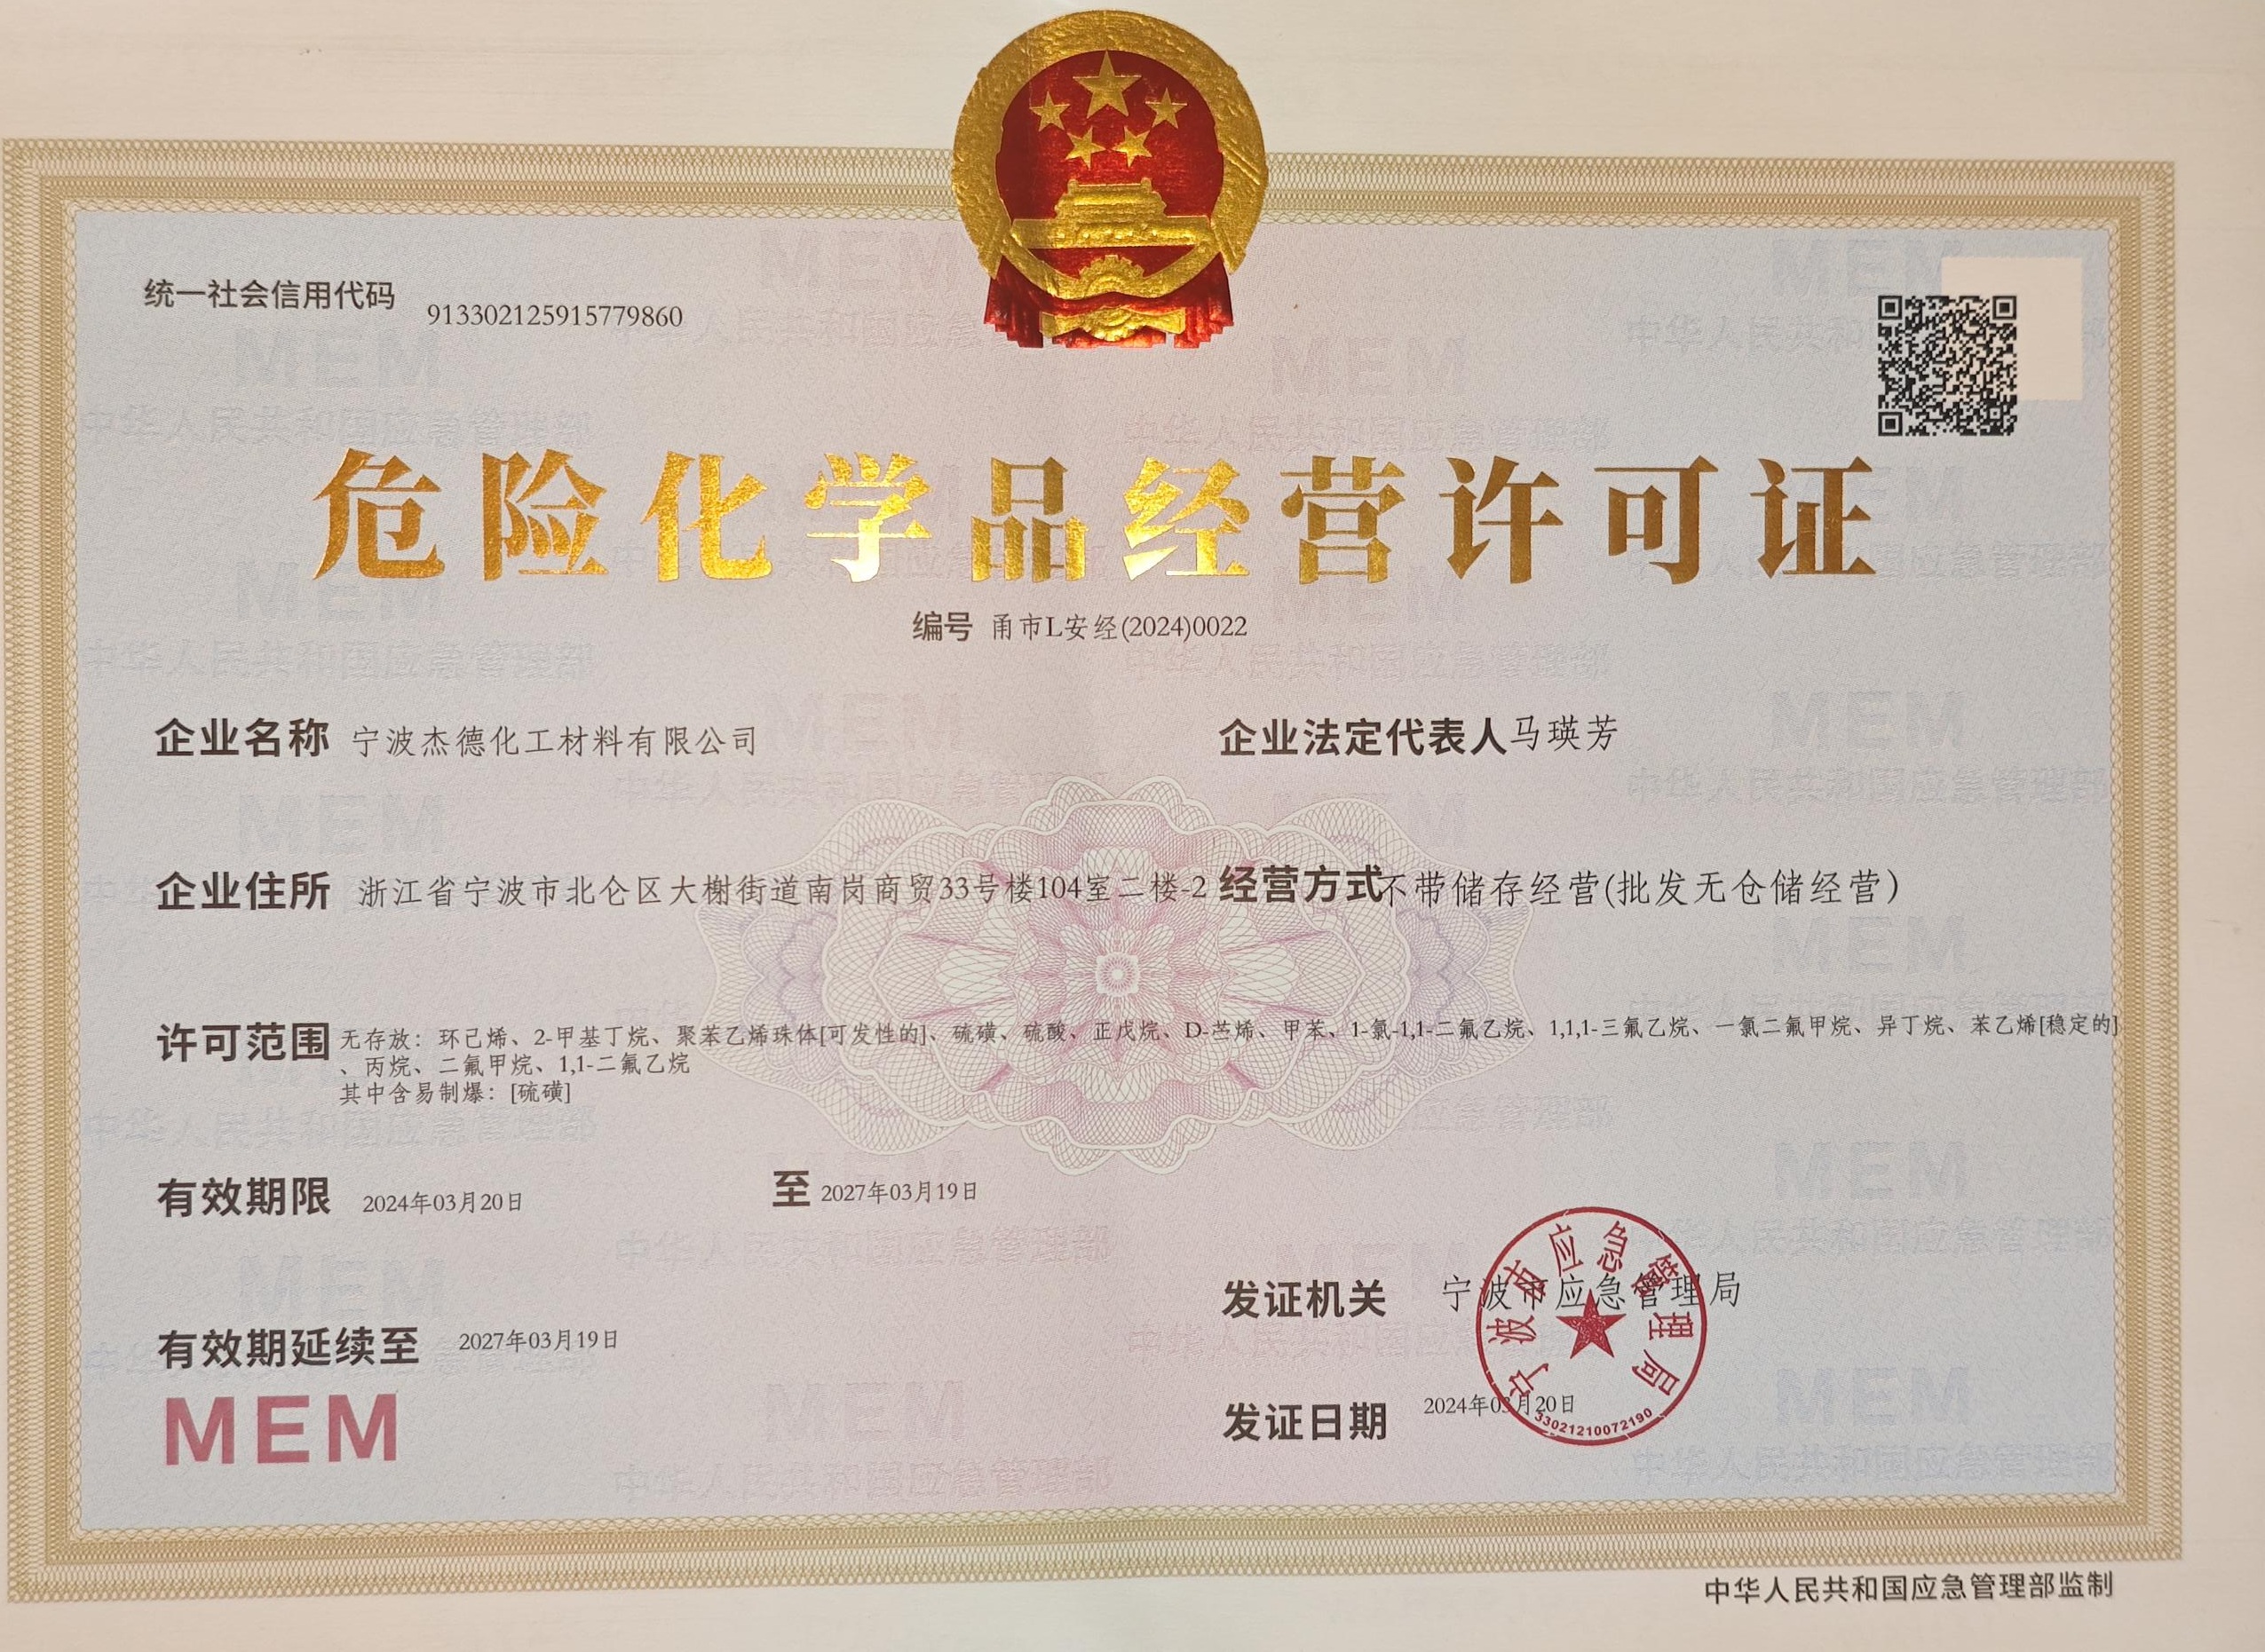 统一社会信用代码 913302125915779860
危险化学品经营许可证
编号 甬市L安经(2024)0022
企业名称 宁波杰德化工材料有限公司
企业法定代表人 马瑛芳
企业住所 浙江省宁波市北仑区大榭街道南岗商贸33号楼104室二楼-2
经营方式 不带储存经营(批发无仓储经营)
许可范围 无存放：环己烯、2-甲基丁烷、聚苯乙烯珠体[可发性的]、硫磺、硫酸、正戊烷、D-苎烯、甲苯、1-氯-1,1-二氟乙烷、1,1,1-三氟乙烷、一氯二氟甲烷、异丁烷、苯乙烯[稳定的]
、丙烷、二氟甲烷、1,1-二氟乙烷
其中含易制爆：[硫磺]
有效期限 2024年03月20日 至 2027年03月19日
发证机关 宁波市应急管理局
宁波市应急管理局
33021210072190
有效期延续至 2027年03月19日
发证日期 2024年03月20日
MEM
中华人民共和国应急管理部监制